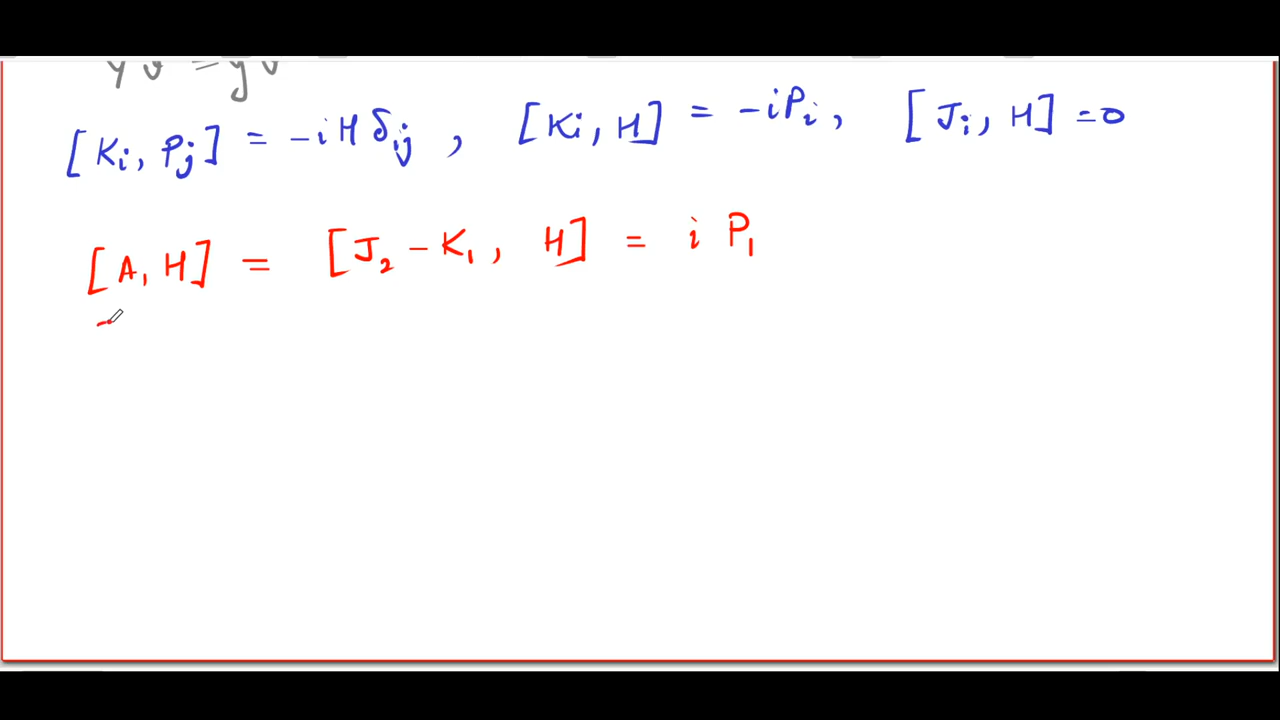 [Ki, Pj] = -iHδij, [Ki, H] = -iPi, [Ji, H] = 0
[A, H] = [J₂ - K₁, H] = i P₁